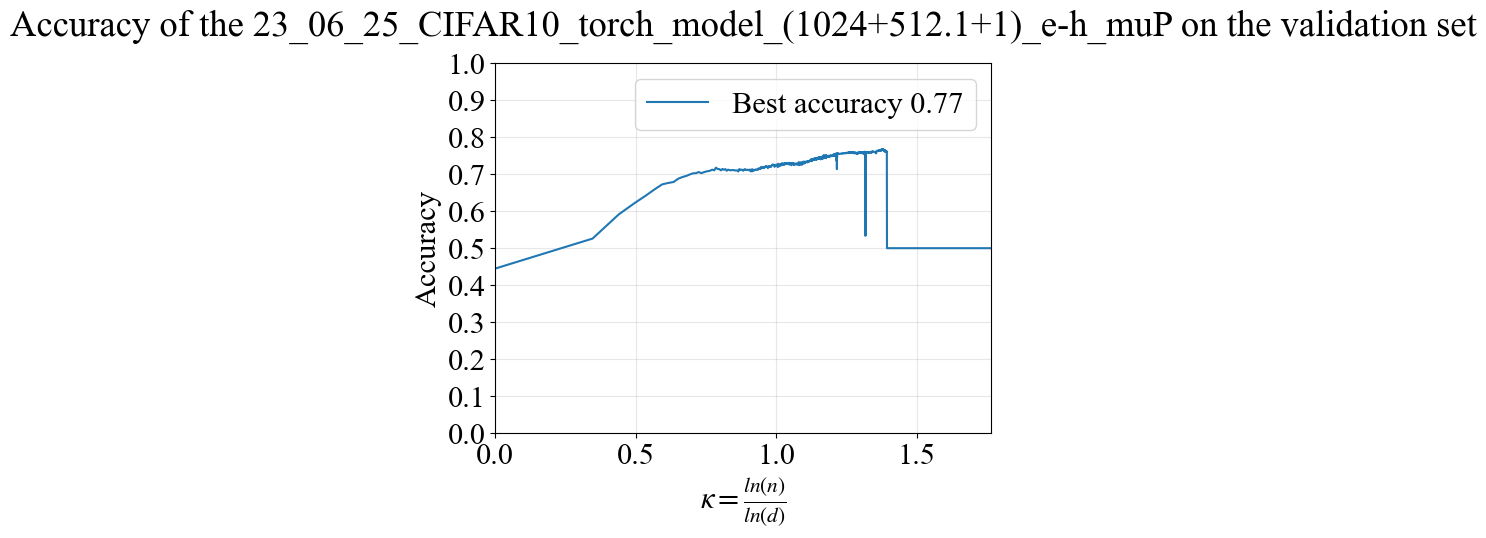 Accuracy of the 23_06_25_CIFAR10_torch_model_(1024+512.1+1)_e-h_muP on the validation set
Best accuracy 0.77
1.0
0.9
0.8
0.7
0.6
0.5
0.4
0.3
0.2
0.1
0.0
Accuracy
0.0 0.5 1.0 1.5
κ = ln(n)/ln(d)